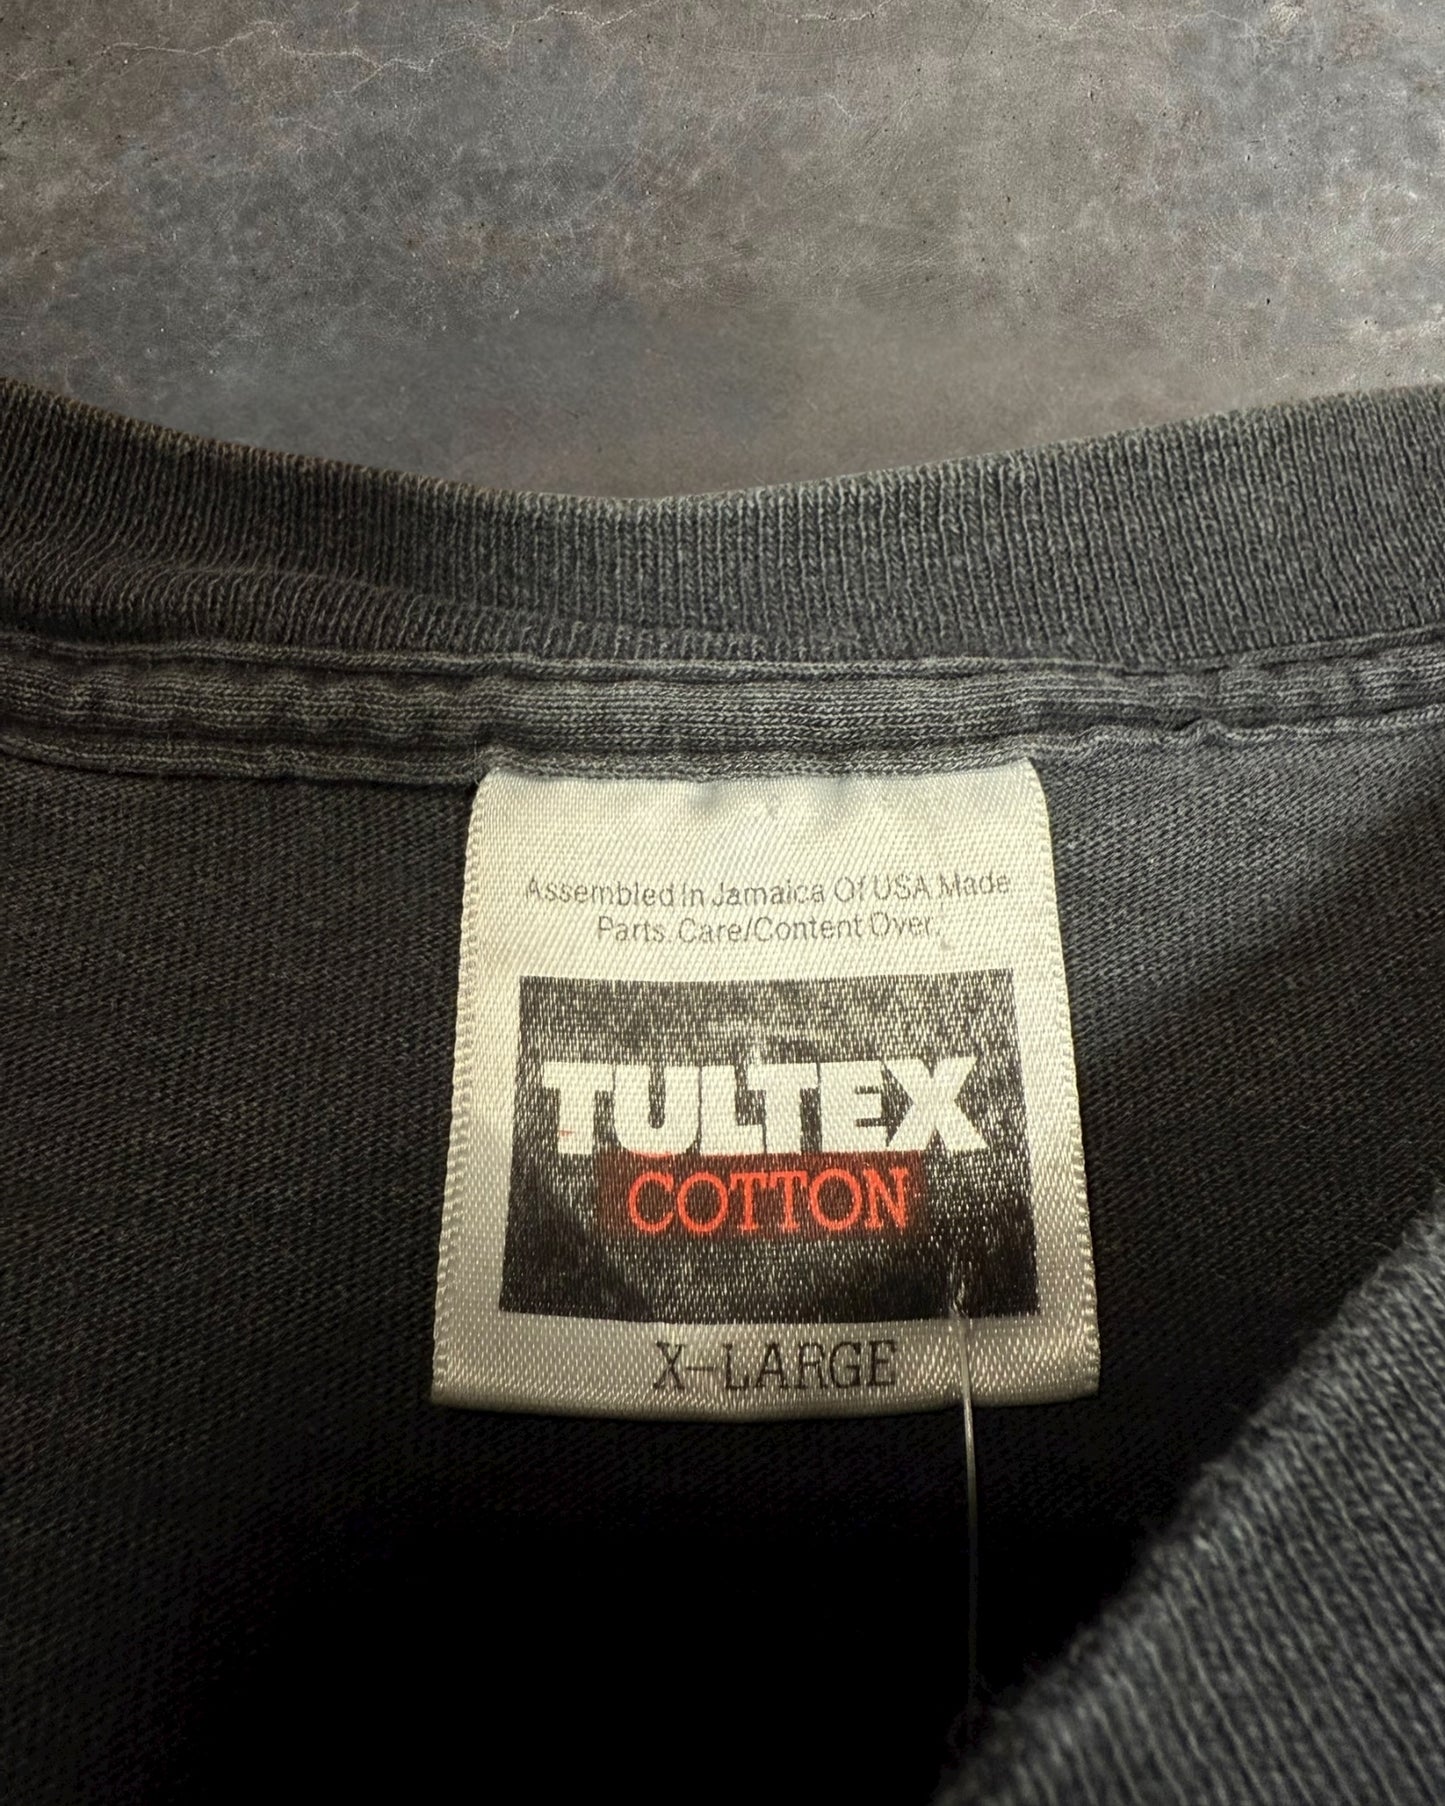 Assembled In Jamaica Of USA Made
Parts. Care/Content Over.
TULTEX
COTTON
X-LARGE